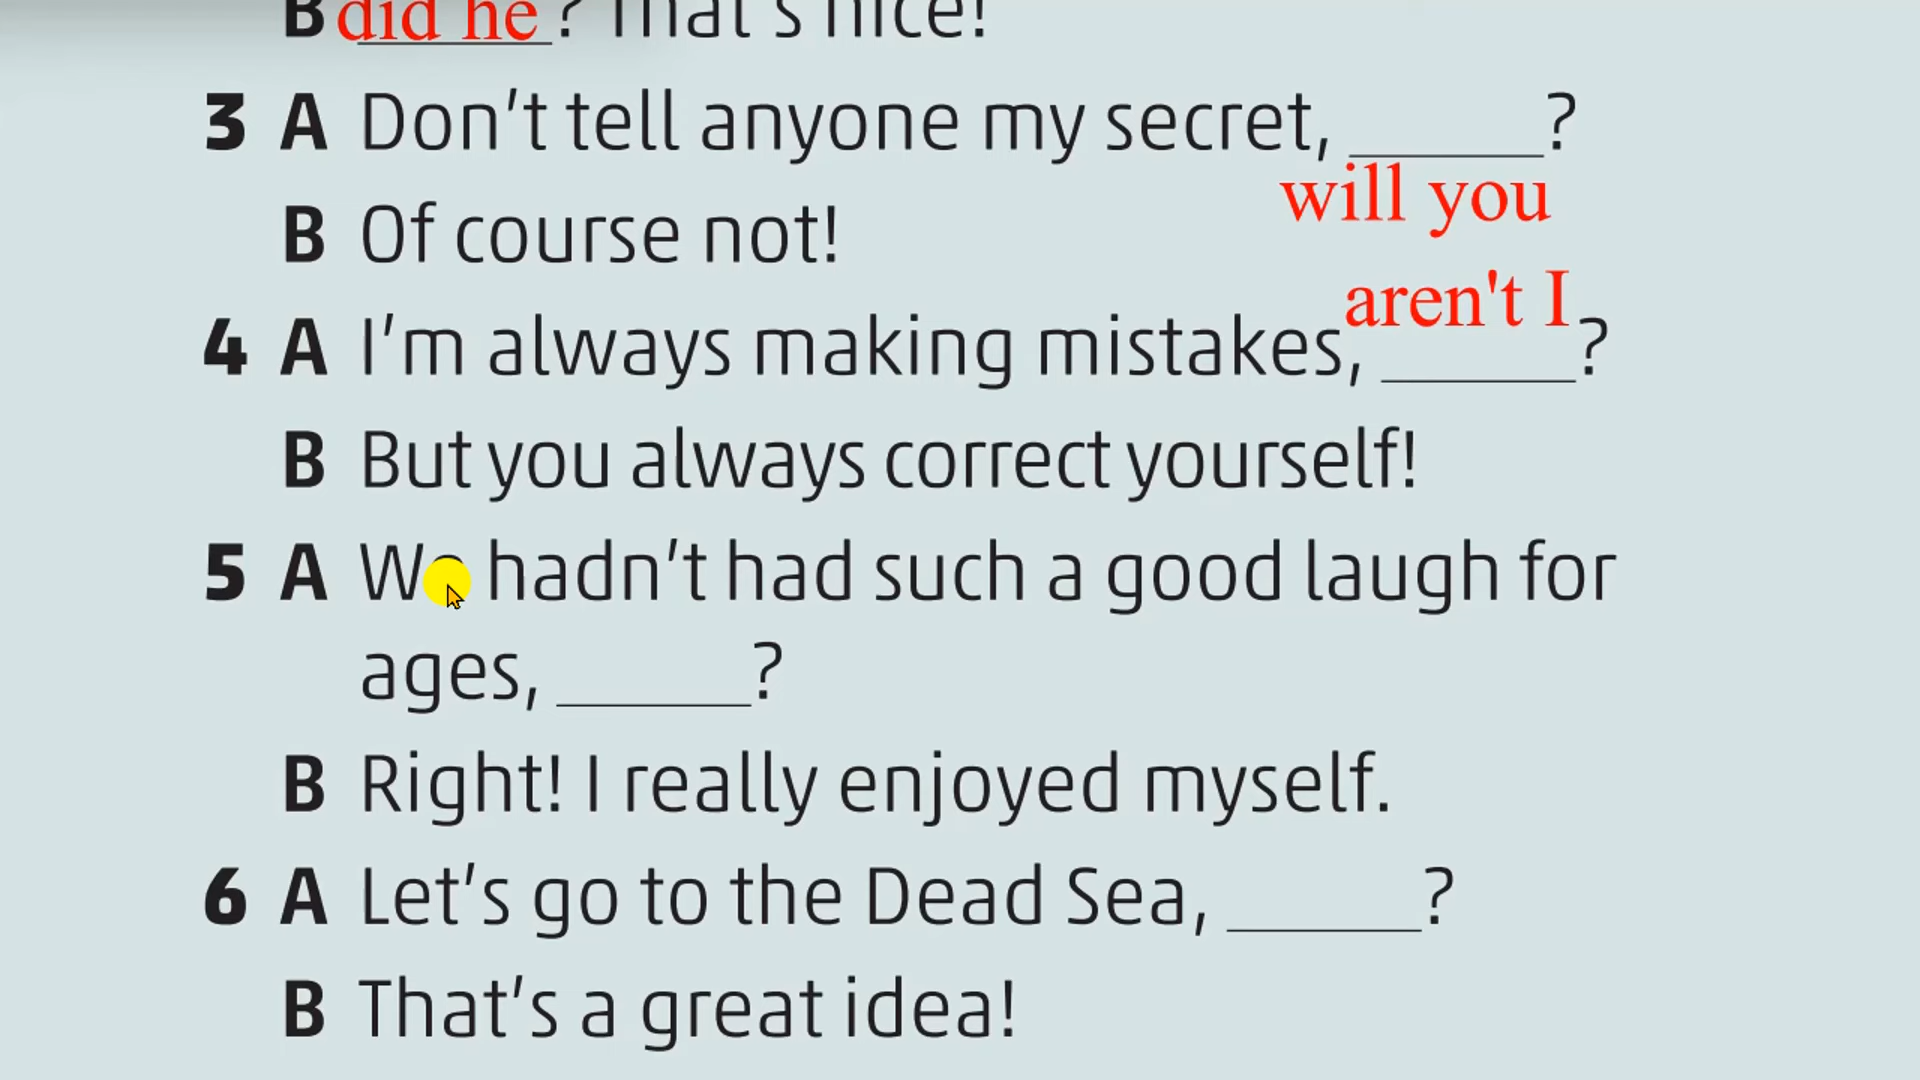 B did he? That's nice!
3 A Don't tell anyone my secret, ______?
will you
B Of course not!
aren't I
4 A I'm always making mistakes, ______?
B But you always correct yourself!
5 A We hadn't had such a good laugh for
ages, ______?
B Right! I really enjoyed myself.
6 A Let's go to the Dead Sea, ______?
B That's a great idea!